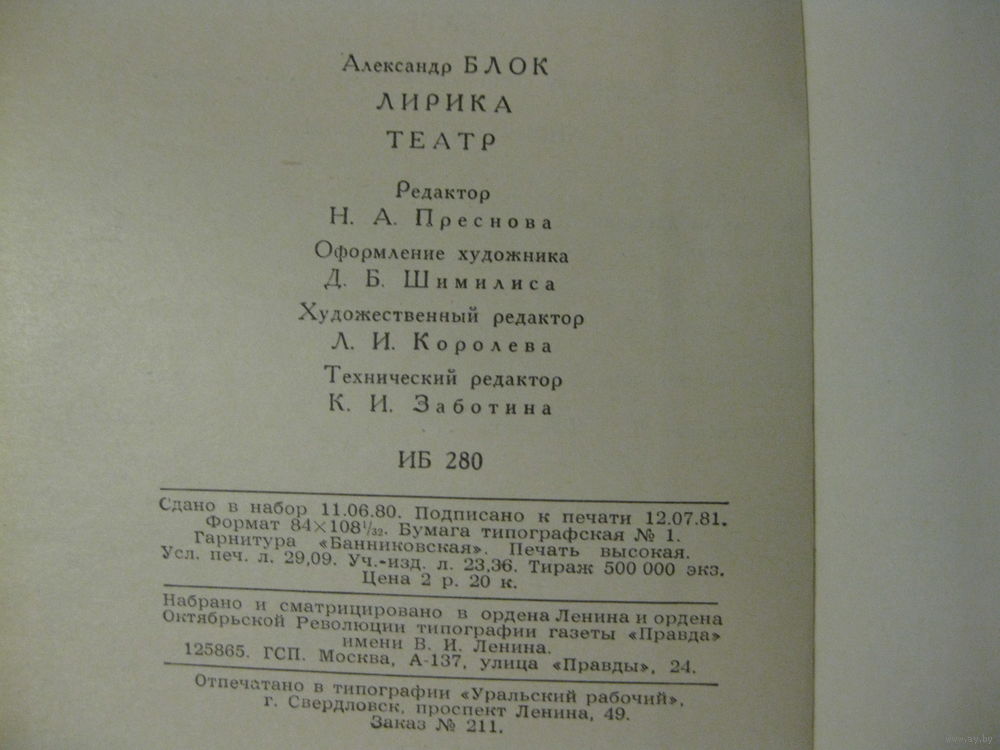 Александр БЛОК
ЛИРИКА
ТЕАТР
Редактор
Н. А. Преснова
Оформление художника
Д. Б. Шимилиса
Художественный редактор
Л. И. Королева
Технический редактор
К. И. Заботина
ИБ 280
Сдано в набор 11.06.80. Подписано к печати 12.07.81.
Формат 84×108¹/₃₂. Бумага типографская № 1.
Гарнитура «Банниковская». Печать высокая.
Усл. печ. л. 29,09. Уч.-изд. л. 23,36. Тираж 500 000 экз.
Цена 2 р. 20 к.
Набрано и сматрицировано в ордена Ленина и ордена
Октябрьской Революции типографии газеты «Правда»
имени В. И. Ленина.
125865. ГСП. Москва, А-137, улица «Правды», 24.
Отпечатано в типографии «Уральский рабочий»,
г. Свердловск, проспект Ленина, 49.
Заказ № 211.
www.ay.by